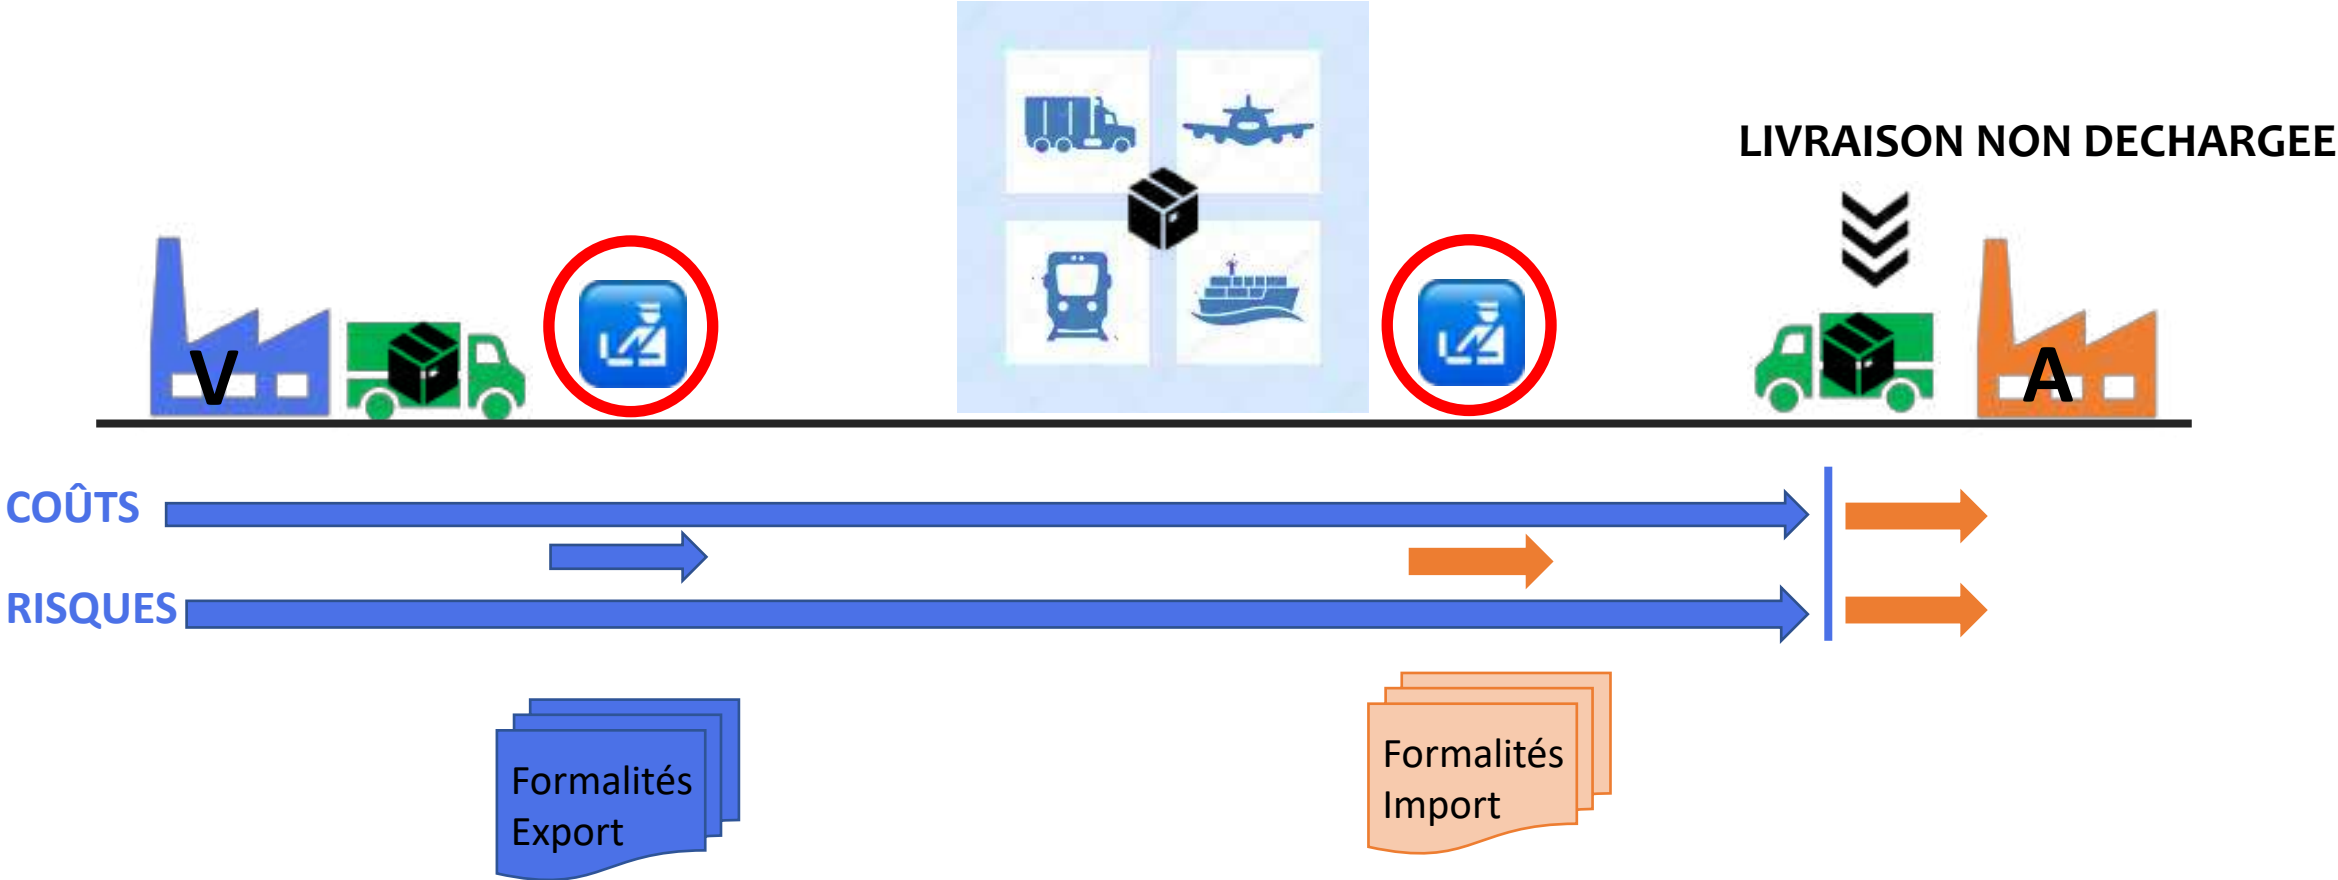 LIVRAISON NON DECHARGEE
V
A
COÛTS
RISQUES
Formalités
Export
Formalités
Import